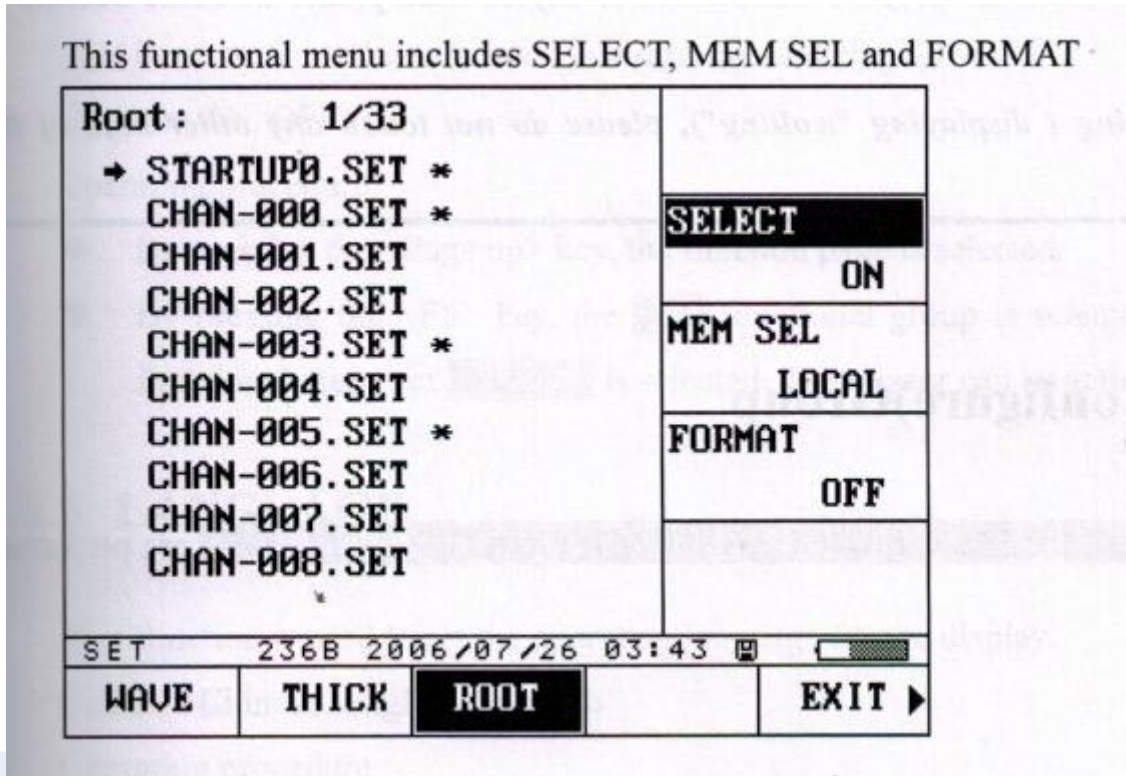 This functional menu includes SELECT, MEM SEL and FORMAT
Root: 1/33
STARTUP0.SET *
CHAN-000.SET *
CHAN-001.SET
CHAN-002.SET
CHAN-003.SET *
CHAN-004.SET
CHAN-005.SET *
CHAN-006.SET
CHAN-007.SET
CHAN-008.SET
SELECT
ON
MEM SEL
LOCAL
FORMAT
OFF
SET 236B 2006/07/26 03:43
WAVE THICK ROOT EXIT